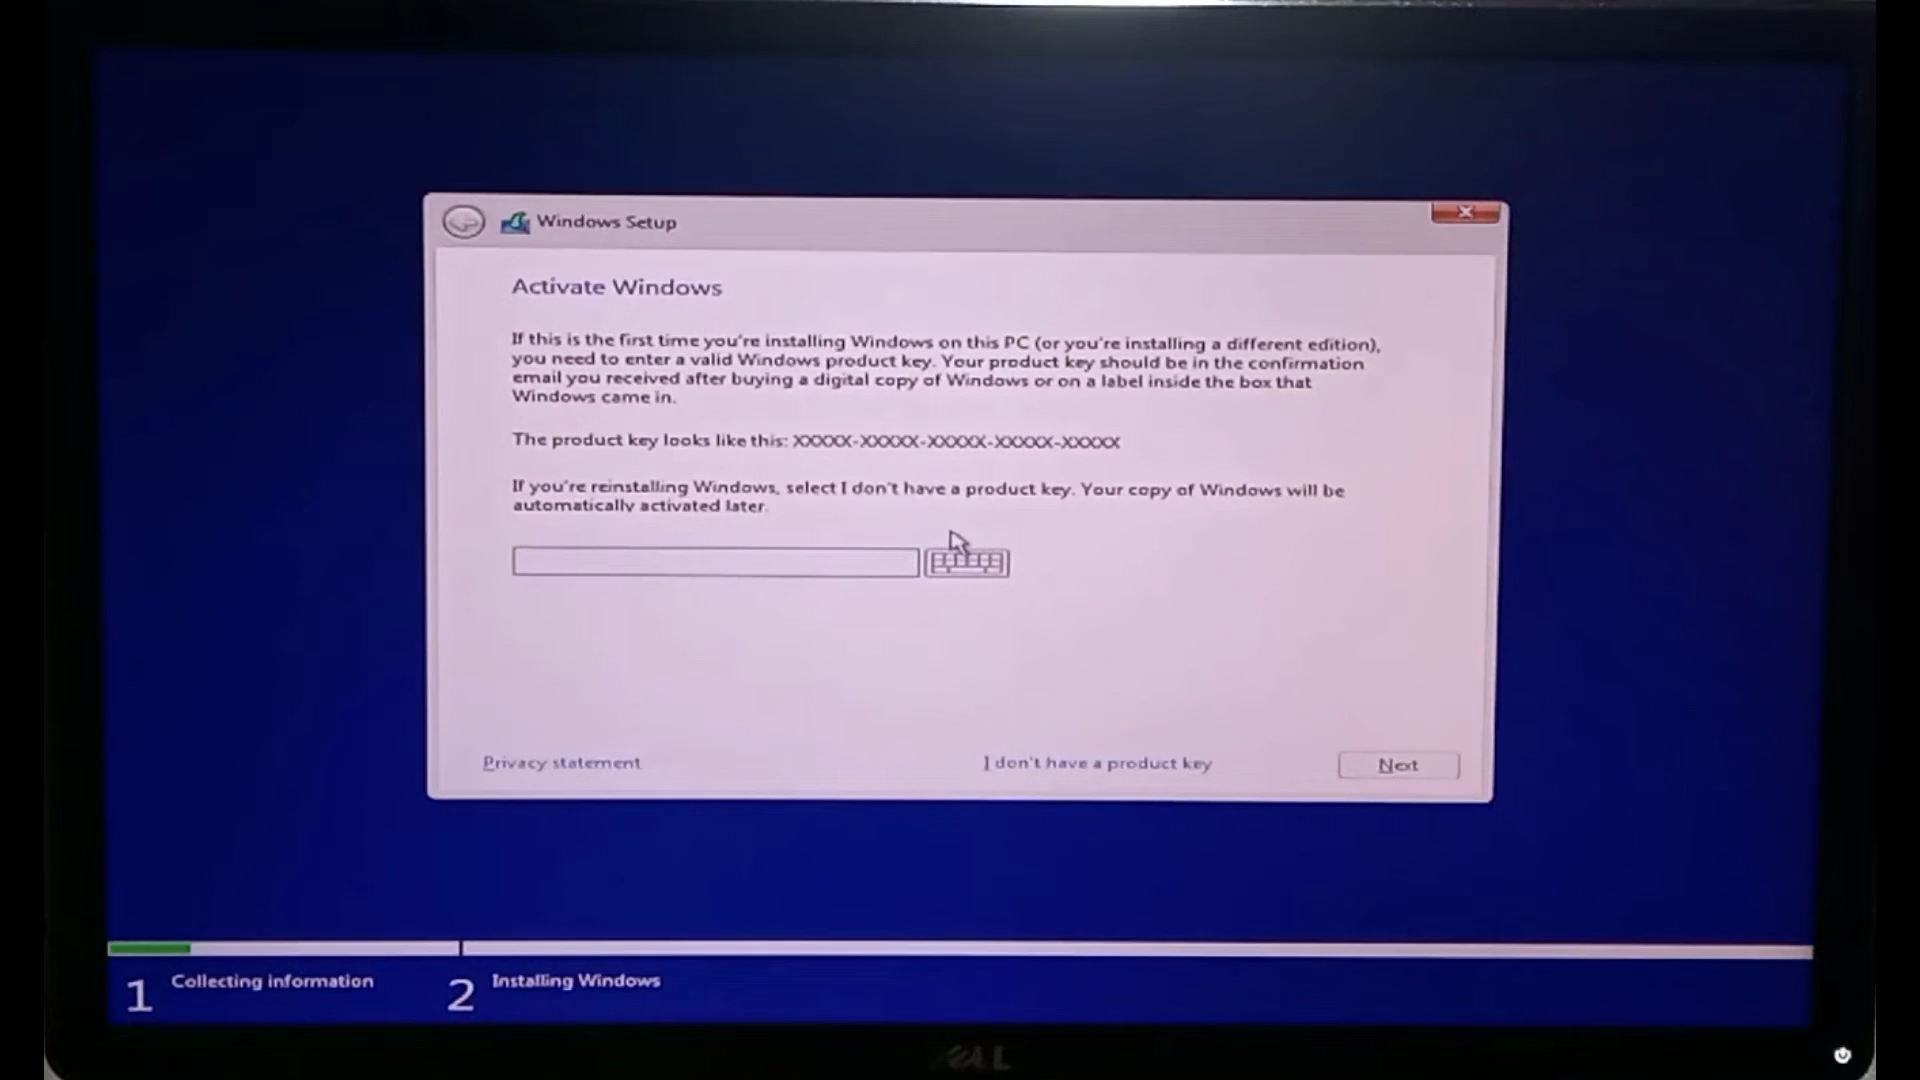 Windows Setup
Activate Windows
If this is the first time you're installing Windows on this PC (or you're installing a different edition),
you need to enter a valid Windows product key. Your product key should be in the confirmation
email you received after buying a digital copy of Windows or on a label inside the box that
Windows came in.
The product key looks like this: XXXXX-XXXXX-XXXXX-XXXXX-XXXXX
If you're reinstalling Windows, select I don't have a product key. Your copy of Windows will be
automatically activated later.
Privacy statement
I don't have a product key
Next
1 Collecting information
2 Installing Windows